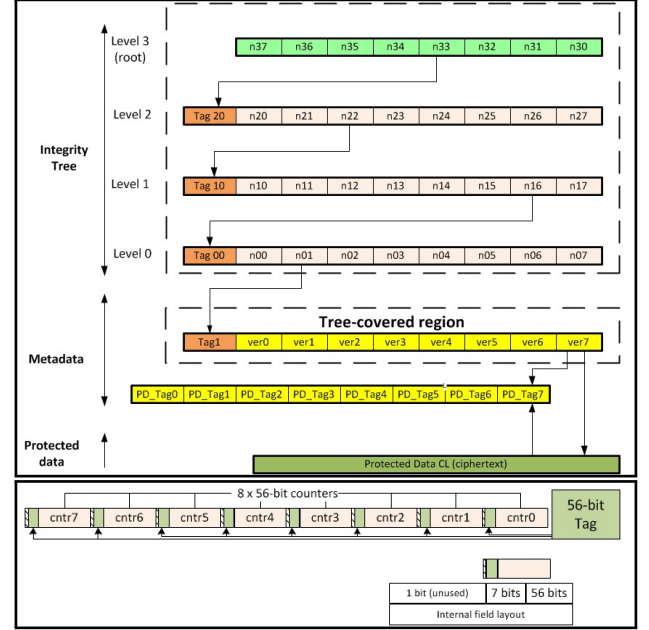 Level 3
(root)
n37 n36 n35 n34 n33 n32 n31 n30
Level 2
Tag 20 n20 n21 n22 n23 n24 n25 n26 n27
Integrity
Tree
Level 1
Tag 10 n10 n11 n12 n13 n14 n15 n16 n17
Level 0
Tag 00 n00 n01 n02 n03 n04 n05 n06 n07
Tree-covered region
Metadata
Tag1 ver0 ver1 ver2 ver3 ver4 ver5 ver6 ver7
PD_Tag0 PD_Tag1 PD_Tag2 PD_Tag3 PD_Tag4 PD_Tag5 PD_Tag6 PD_Tag7
Protected
data
Protected Data CL (ciphertext)
8 x 56-bit counters
cntr7 cntr6 cntr5 cntr4 cntr3 cntr2 cntr1 cntr0
56-bit
Tag
1 bit (unused) 7 bits 56 bits
Internal field layout